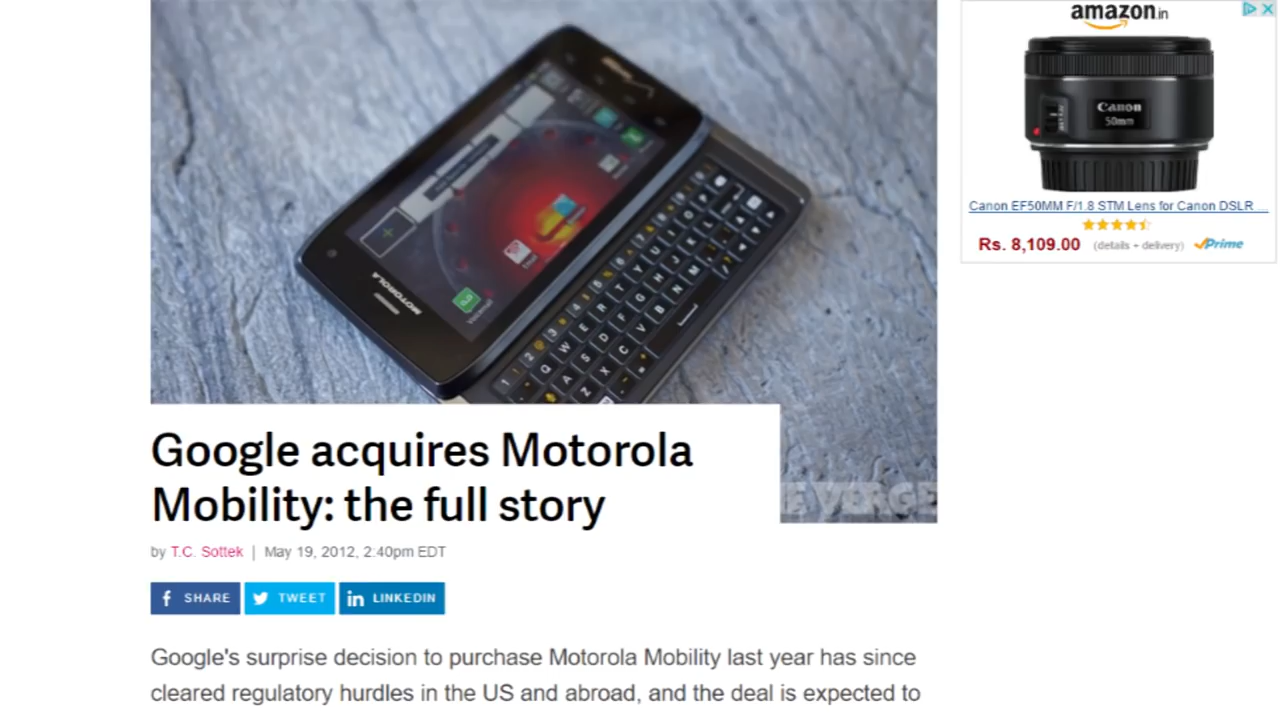 amazon.in
Canon
50mm
Canon EF50MM F/1.8 STM Lens for Canon DSLR ...
Rs. 8,109.00 (details + delivery) Prime
MOTOROLA
Voicemail
Google acquires Motorola
Mobility: the full story
E VERGE
by T.C. Sottek | May 19, 2012, 2:40pm EDT
SHARE TWEET LINKEDIN
Google's surprise decision to purchase Motorola Mobility last year has since
cleared regulatory hurdles in the US and abroad, and the deal is expected to